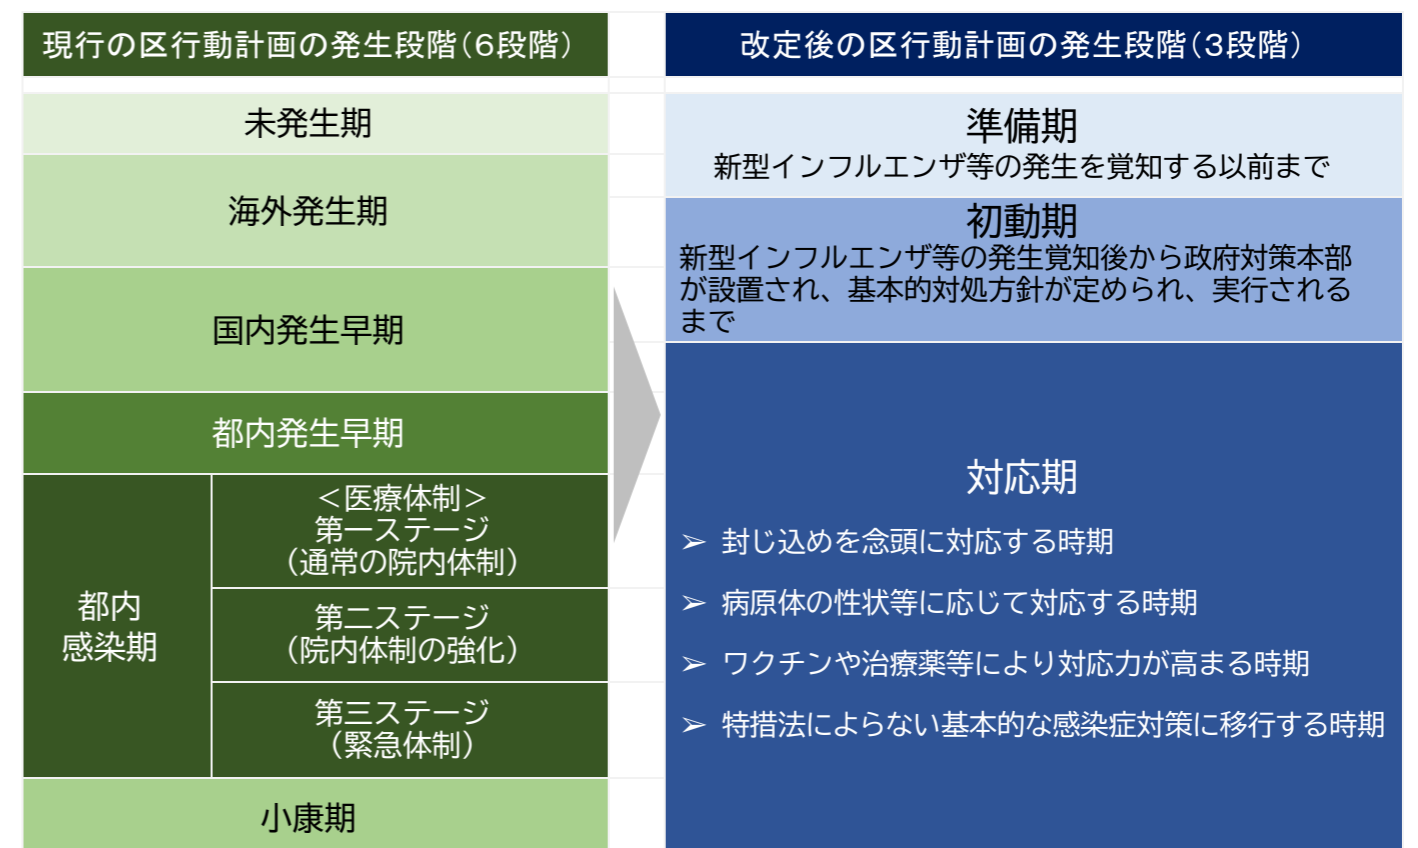 現行の区行動計画の発生段階（６段階）
未発生期
海外発生期
国内発生早期
都内発生早期
都内
感染期
＜医療体制＞
第一ステージ
（通常の院内体制）
第二ステージ
（院内体制の強化）
第三ステージ
（緊急体制）
小康期
改定後の区行動計画の発生段階（３段階）
準備期
新型インフルエンザ等の発生を覚知する以前まで
初動期
新型インフルエンザ等の発生覚知後から政府対策本部
が設置され、基本的対処方針が定められ、実行される
まで
対応期
➢ 封じ込めを念頭に対応する時期
➢ 病原体の性状等に応じて対応する時期
➢ ワクチンや治療薬等により対応力が高まる時期
➢ 特措法によらない基本的な感染症対策に移行する時期